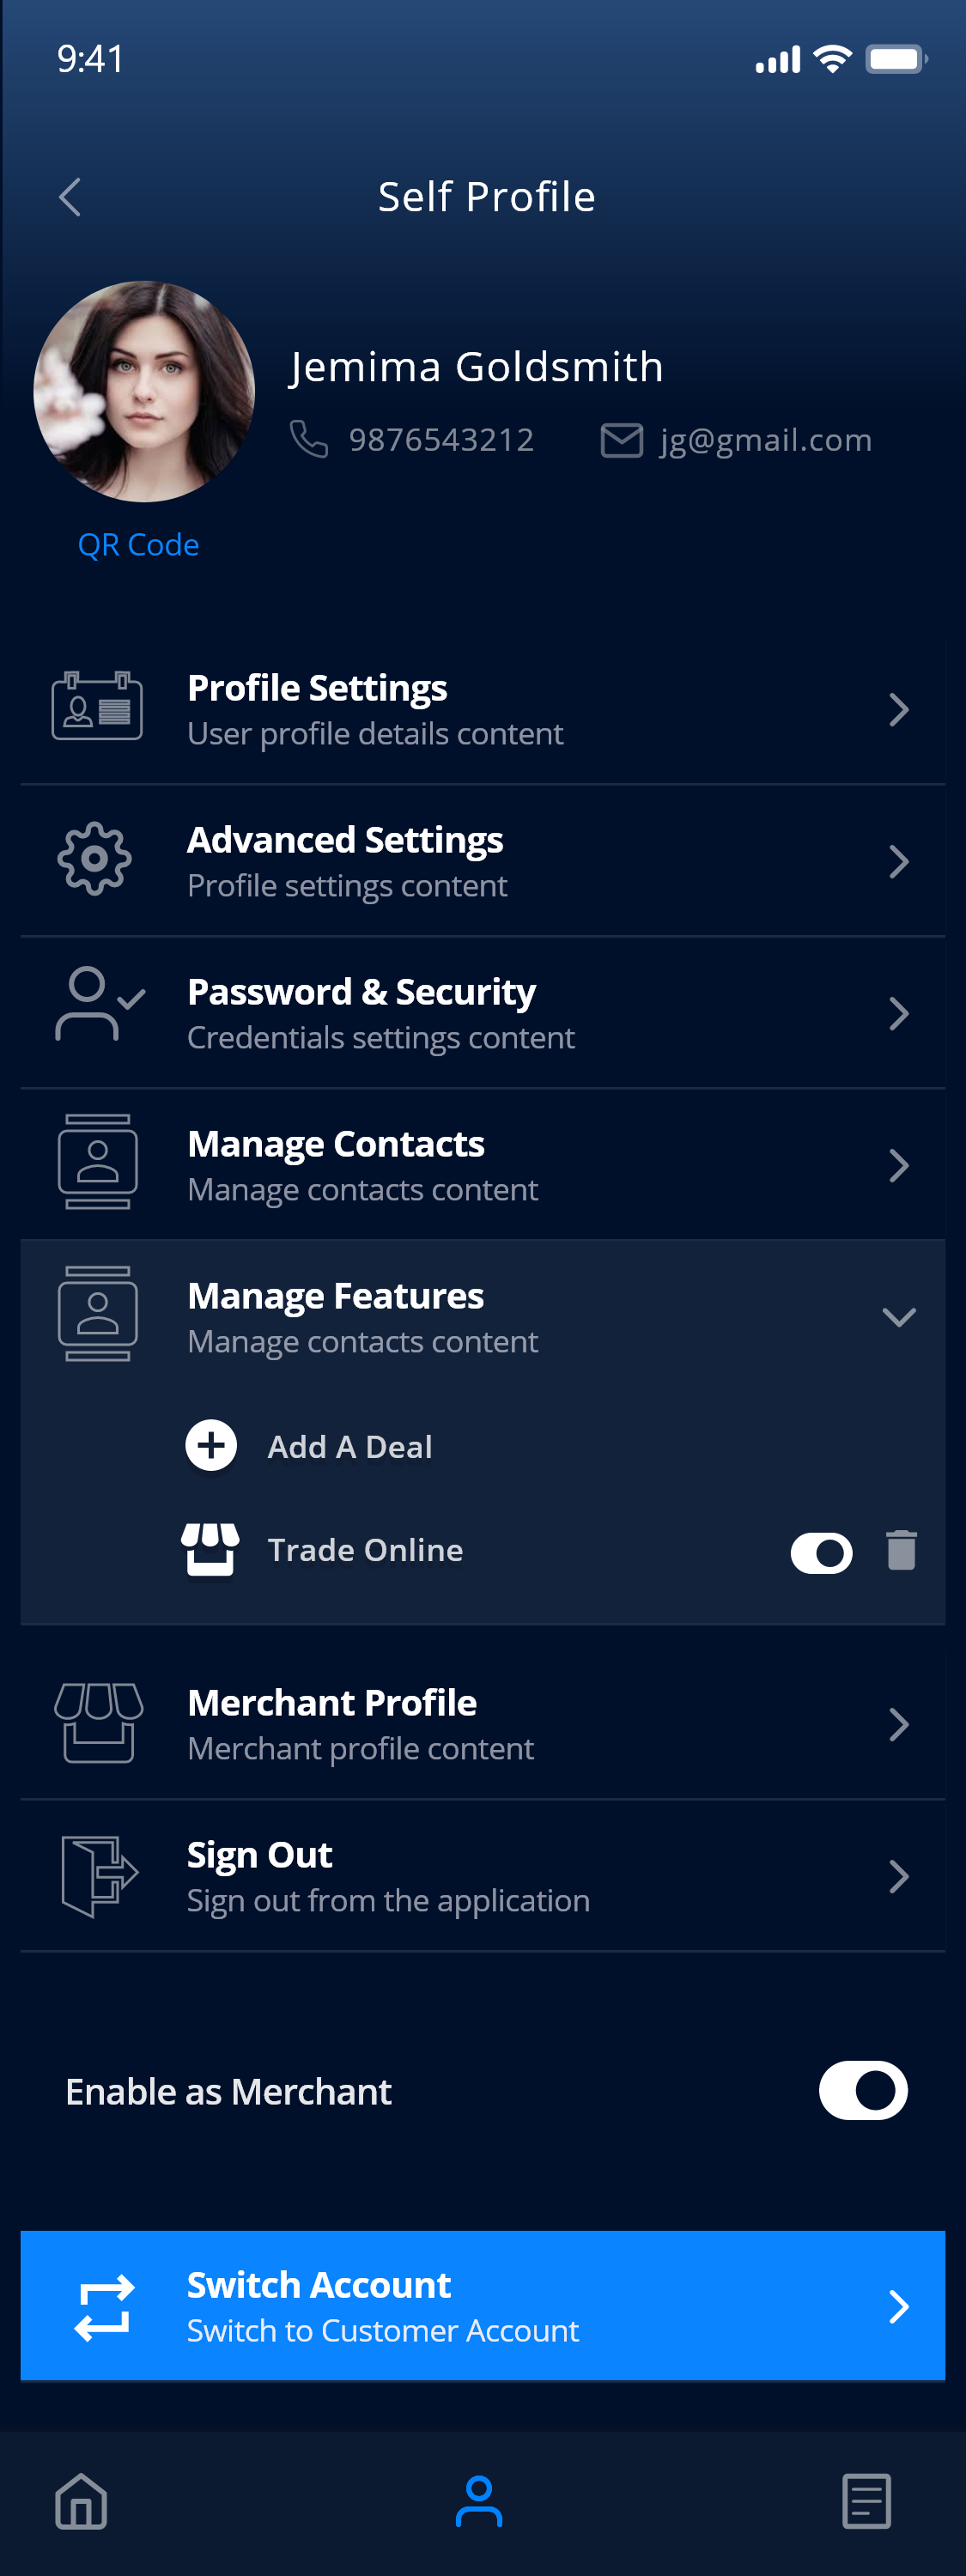 9:41
Self Profile
Jemima Goldsmith
9876543212 jg@gmail.com
QR Code
Profile Settings
User profile details content
Advanced Settings
Profile settings content
Password & Security
Credentials settings content
Manage Contacts
Manage contacts content
Manage Features
Manage contacts content
Add A Deal
Trade Online
Merchant Profile
Merchant profile content
Sign Out
Sign out from the application
Enable as Merchant
Switch Account
Switch to Customer Account